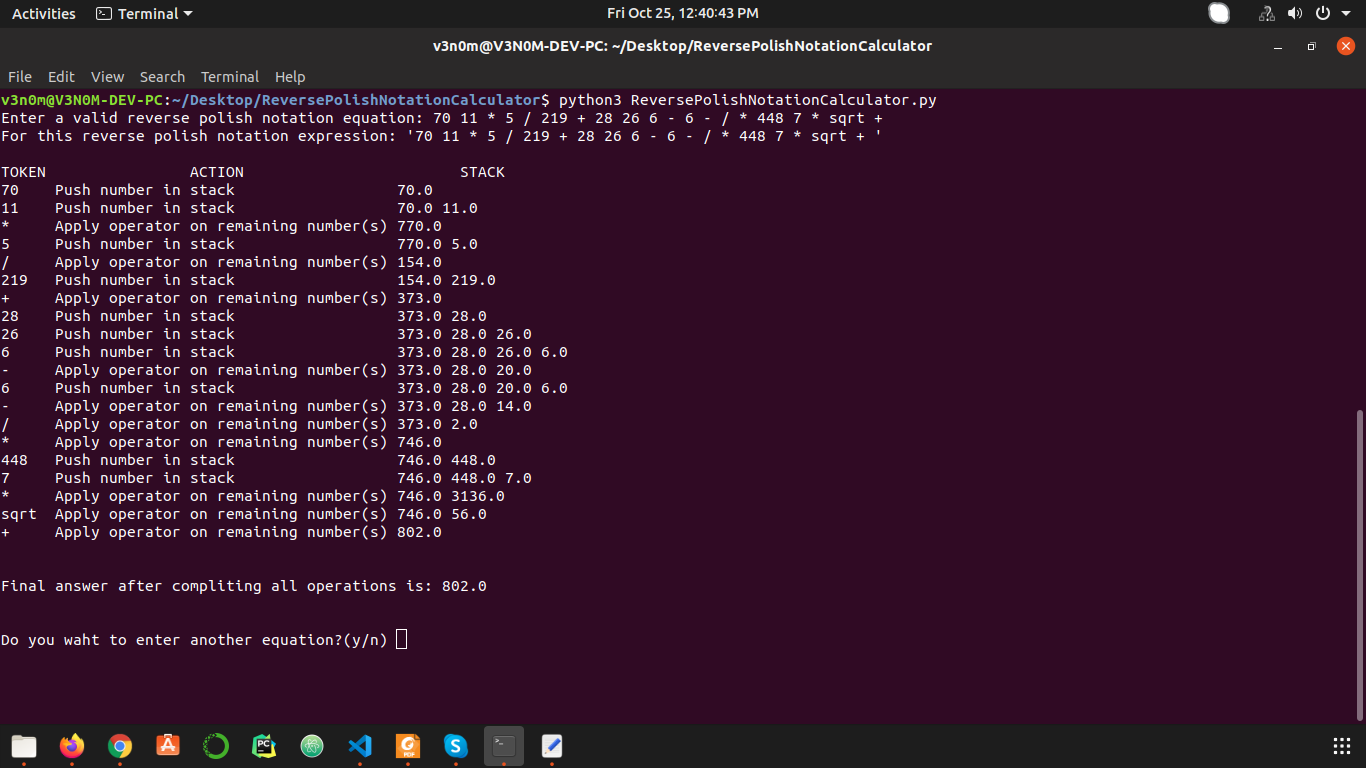 Activities Terminal Fri Oct 25, 12:40:43 PM
v3n0m@V3N0M-DEV-PC: ~/Desktop/ReversePolishNotationCalculator
File Edit View Search Terminal Help
v3n0m@V3N0M-DEV-PC:~/Desktop/ReversePolishNotationCalculator$ python3 ReversePolishNotationCalculator.py
Enter a valid reverse polish notation equation: 70 11 * 5 / 219 + 28 26 6 - 6 - / * 448 7 * sqrt +
For this reverse polish notation expression: '70 11 * 5 / 219 + 28 26 6 - 6 - / * 448 7 * sqrt + '
TOKEN ACTION STACK
70 Push number in stack 70.0
11 Push number in stack 70.0 11.0
* Apply operator on remaining number(s) 770.0
5 Push number in stack 770.0 5.0
/ Apply operator on remaining number(s) 154.0
219 Push number in stack 154.0 219.0
+ Apply operator on remaining number(s) 373.0
28 Push number in stack 373.0 28.0
26 Push number in stack 373.0 28.0 26.0
6 Push number in stack 373.0 28.0 26.0 6.0
- Apply operator on remaining number(s) 373.0 28.0 20.0
6 Push number in stack 373.0 28.0 20.0 6.0
- Apply operator on remaining number(s) 373.0 28.0 14.0
/ Apply operator on remaining number(s) 373.0 2.0
* Apply operator on remaining number(s) 746.0
448 Push number in stack 746.0 448.0
7 Push number in stack 746.0 448.0 7.0
* Apply operator on remaining number(s) 746.0 3136.0
sqrt Apply operator on remaining number(s) 746.0 56.0
+ Apply operator on remaining number(s) 802.0
Final answer after compliting all operations is: 802.0
Do you waht to enter another equation?(y/n)
PC PDF